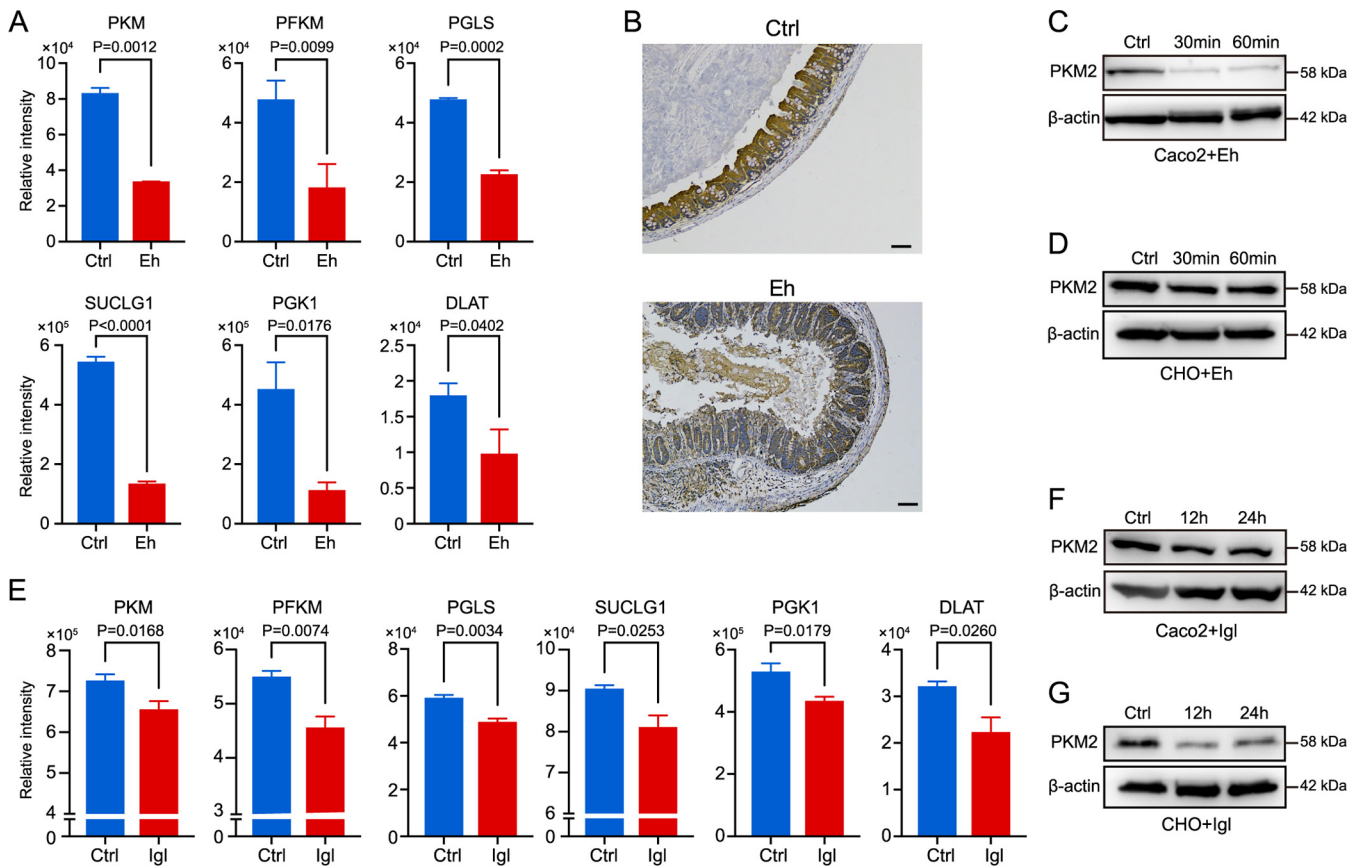 A
PKM
PFKM
PGLS
×10⁴
P=0.0012
×10⁴
P=0.0099
×10⁴
P=0.0002
Relative intensity
10
8
6
4
2
0
6
4
2
0
6
4
2
0
Ctrl
Eh
Ctrl
Eh
Ctrl
Eh
SUCLG1
PGK1
DLAT
×10⁵
P<0.0001
×10⁵
P=0.0176
×10⁴
P=0.0402
Relative intensity
6
4
2
0
6
4
2
0
2.5
2.0
1.5
1.0
0.5
0
Ctrl
Eh
Ctrl
Eh
Ctrl
Eh
B
Ctrl
Eh
C
Ctrl
30min
60min
PKM2
58 kDa
β-actin
42 kDa
Caco2+Eh
D
Ctrl
30min
60min
PKM2
58 kDa
β-actin
42 kDa
CHO+Eh
E
PKM
PFKM
PGLS
SUCLG1
PGK1
DLAT
×10⁵
P=0.0168
×10⁴
P=0.0074
×10⁴
P=0.0034
×10⁴
P=0.0253
×10⁵
P=0.0179
×10⁴
P=0.0260
Relative intensity
8
7
6
5
4
0
6
5
4
3
0
8
6
4
2
0
10
9
8
7
6
0
6
4
2
0
4
3
2
1
0
Ctrl
Igl
Ctrl
Igl
Ctrl
Igl
Ctrl
Igl
Ctrl
Igl
Ctrl
Igl
F
Ctrl
12h
24h
PKM2
58 kDa
β-actin
42 kDa
Caco2+Igl
G
Ctrl
12h
24h
PKM2
58 kDa
β-actin
42 kDa
CHO+Igl